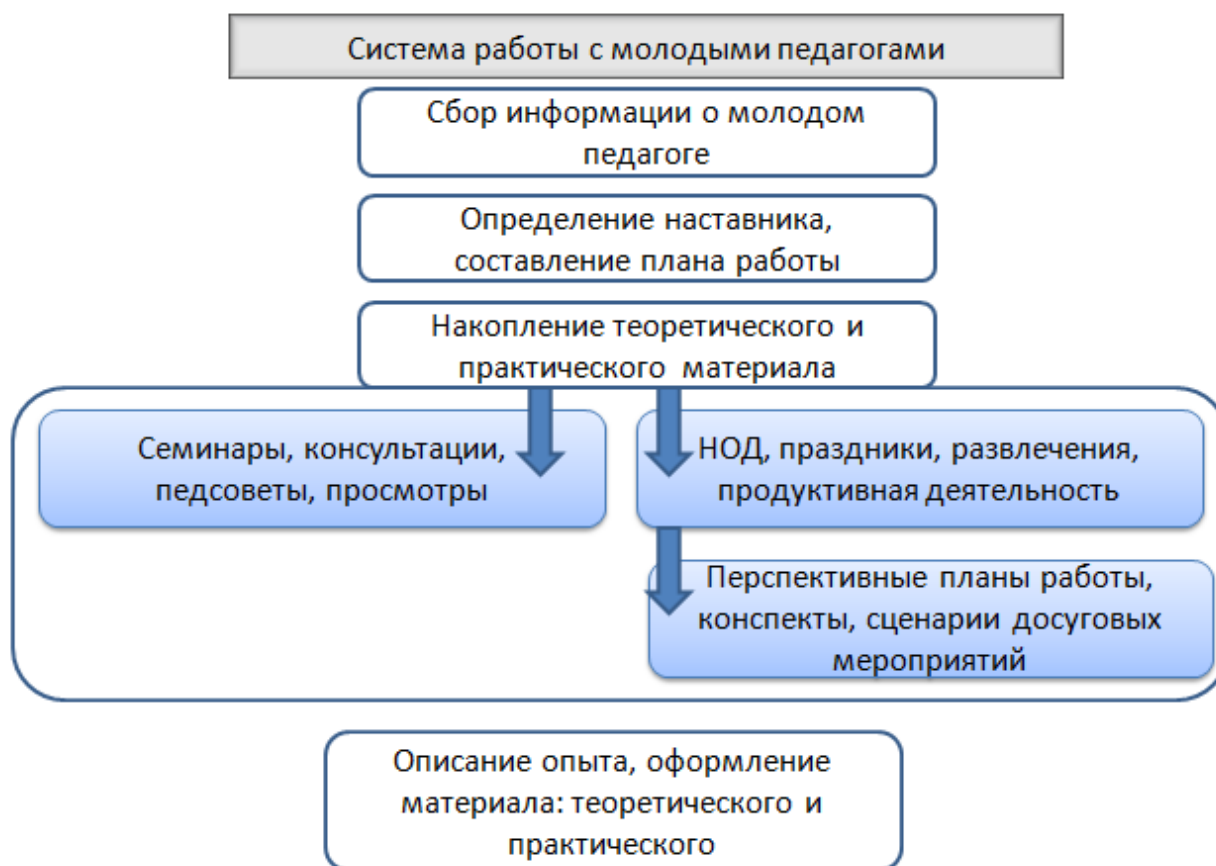 Система работы с молодыми педагогами
Сбор информации о молодом
педагоге
Определение наставника,
составление плана работы
Накопление теоретического и
практического материала
Семинары, консультации,
педсоветы, просмотры
НОД, праздники, развлечения,
продуктивная деятельность
Перспективные планы работы,
конспекты, сценарии досуговых
мероприятий
Описание опыта, оформление
материала: теоретического и
практического